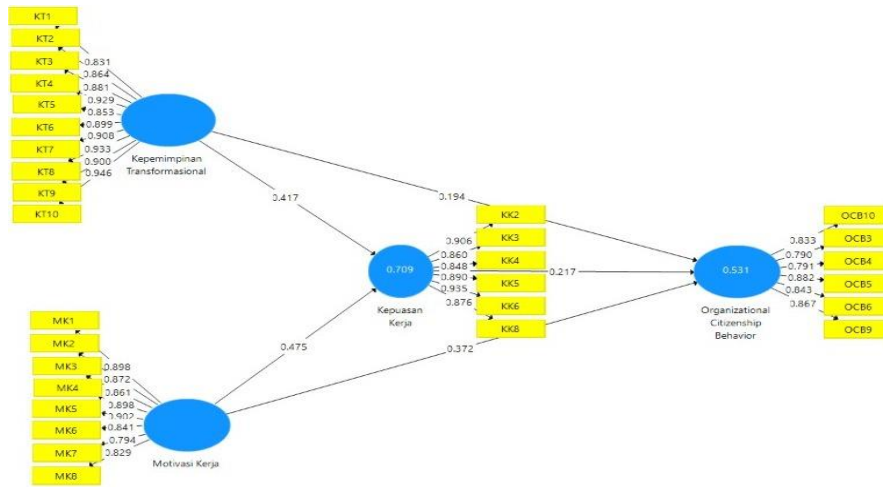 KT1
KT2
KT3
KT4
KT5
KT6
KT7
KT8
KT9
KT10
0.831
0.864
0.881
0.929
0.853
0.899
0.908
0.933
0.900
0.946
Kepemimpinan
Transformasional
0.417
0.194
KK2
KK3
KK4
KK5
KK6
KK8
0.906
0.860
0.848
0.890
0.935
0.876
0.709
Kepuasan
Kerja
0.217
0.531
Organizational
Citizenship
Behavior
0.833
0.790
0.791
0.882
0.843
0.867
OCB10
OCB3
OCB4
OCB5
OCB6
OCB9
MK1
MK2
MK3
MK4
MK5
MK6
MK7
MK8
0.898
0.872
0.861
0.898
0.902
0.841
0.794
0.829
Motivasi Kerja
0.475
0.372